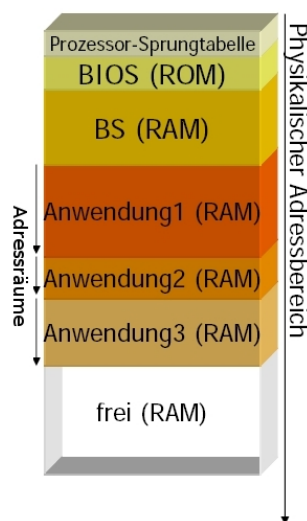 Prozessor-Sprungtabelle
BIOS (ROM)
BS (RAM)
Anwendung1 (RAM)
Anwendung2 (RAM)
Anwendung3 (RAM)
frei (RAM)
Adressräume
Physikalischer Adressbereich